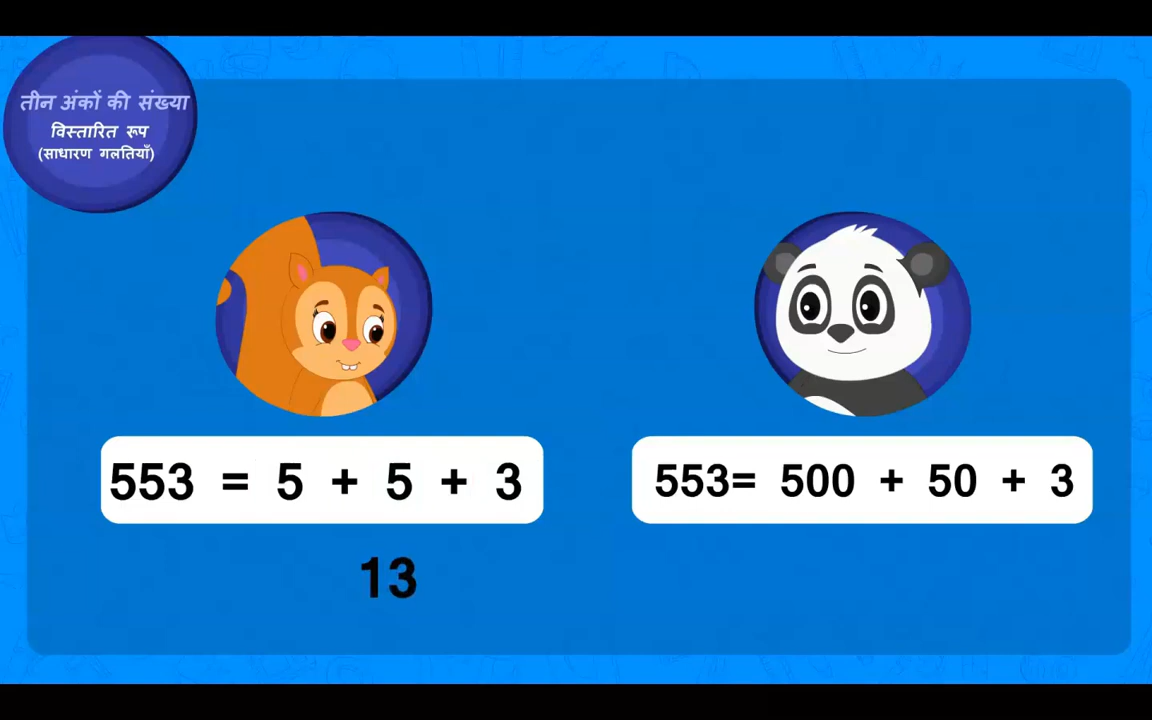 तीन अंकों की संख्या
विस्तारित रूप
(साधारण गलतियाँ)
553 = 5 + 5 + 3
553= 500 + 50 + 3
13